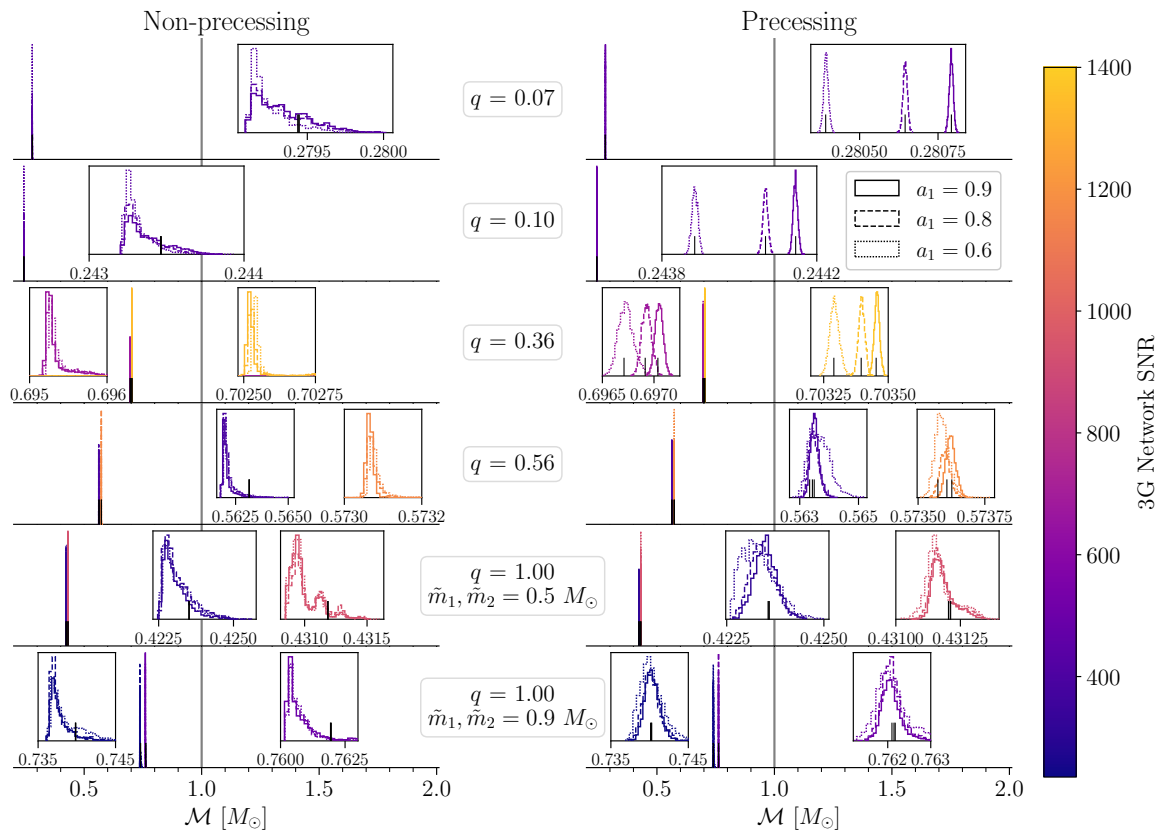 Non-precessing
Precessing
0.2795 0.2800
q = 0.07
0.28050 0.28075
0.243 0.244
q = 0.10
0.2438 0.2442
a₁ = 0.9
a₁ = 0.8
a₁ = 0.6
0.695 0.696
0.70250 0.70275
q = 0.36
0.6965 0.6970
0.70325 0.70350
0.5625 0.5650
0.5730 0.5732
q = 0.56
0.563 0.565
0.57350 0.57375
0.4225 0.4250
0.4310 0.4315
q = 1.00
m̃₁, m̃₂ = 0.5 M⊙
0.4225 0.4250
0.43100 0.43125
0.735 0.745
0.7600 0.7625
q = 1.00
m̃₁, m̃₂ = 0.9 M⊙
0.735 0.745
0.762 0.763
0.5 1.0 1.5 2.0
ℳ [M⊙]
0.5 1.0 1.5 2.0
ℳ [M⊙]
1400
1200
1000
800
600
400
3G Network SNR